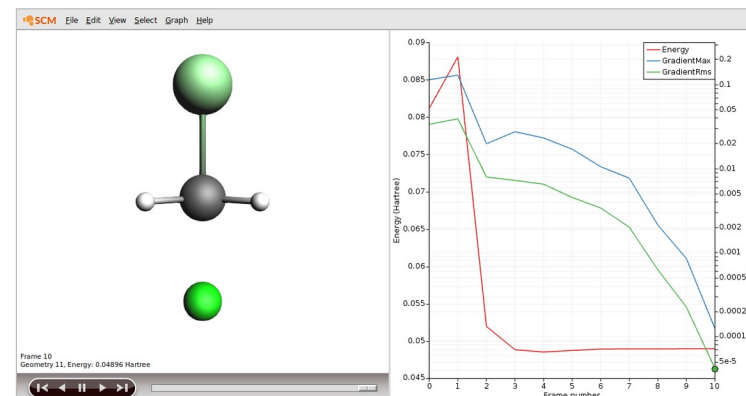 SCM File Edit View Select Graph Help
Frame 10
Geometry 11, Energy: 0.04896 Hartree
Energy
GradientMax
GradientRms
Energy (Hartree)
0.09
0.085
0.08
0.075
0.07
0.065
0.06
0.055
0.05
0.045
0.2
0.1
0.05
0.02
0.01
0.005
0.002
0.001
0.0005
0.0002
0.0001
5e-5
0 1 2 3 4 5 6 7 8 9 10
Frame number